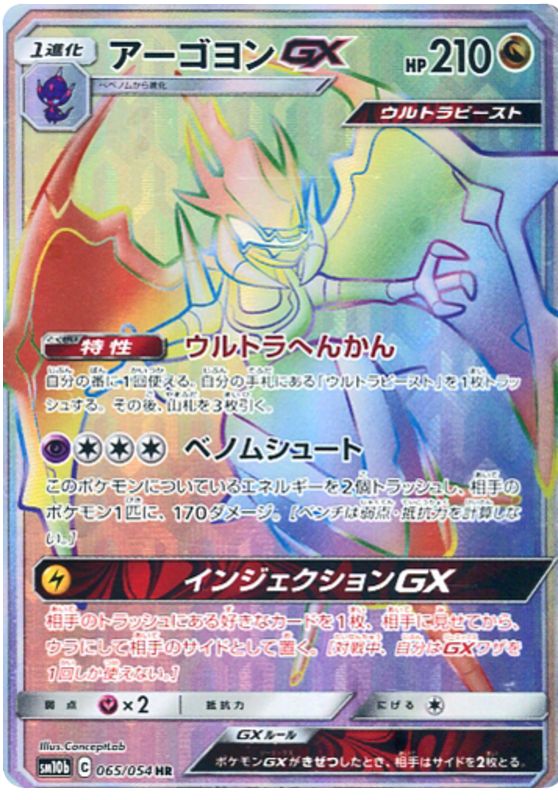 1進化
アーゴヨンGX
HP210
ベベノムから進化
ウルトラビースト
特性 ウルトラへんかん
自分の番に1回使える。自分の手札にある「ウルトラビースト」を1枚トラッ
シュする。その後、山札を3枚引く。
ベノムシュート
このポケモンについているエネルギーを2個トラッシュし、相手の
ポケモン1匹に、170ダメージ。[ベンチは弱点・抵抗力を計算しな
い。]
インジェクションGX
相手のトラッシュにある好きなカードを1枚、相手に見せてから、
ウラにして相手のサイドとして置く。[対戦中、自分はGXワザを
1回しか使えない。]
弱点 ×2 抵抗力 にげる
GXルール
Illus.ConceptLab
ポケモンGXがきぜつしたとき、相手はサイドを2枚とる。
sm10b C 065/054 HR